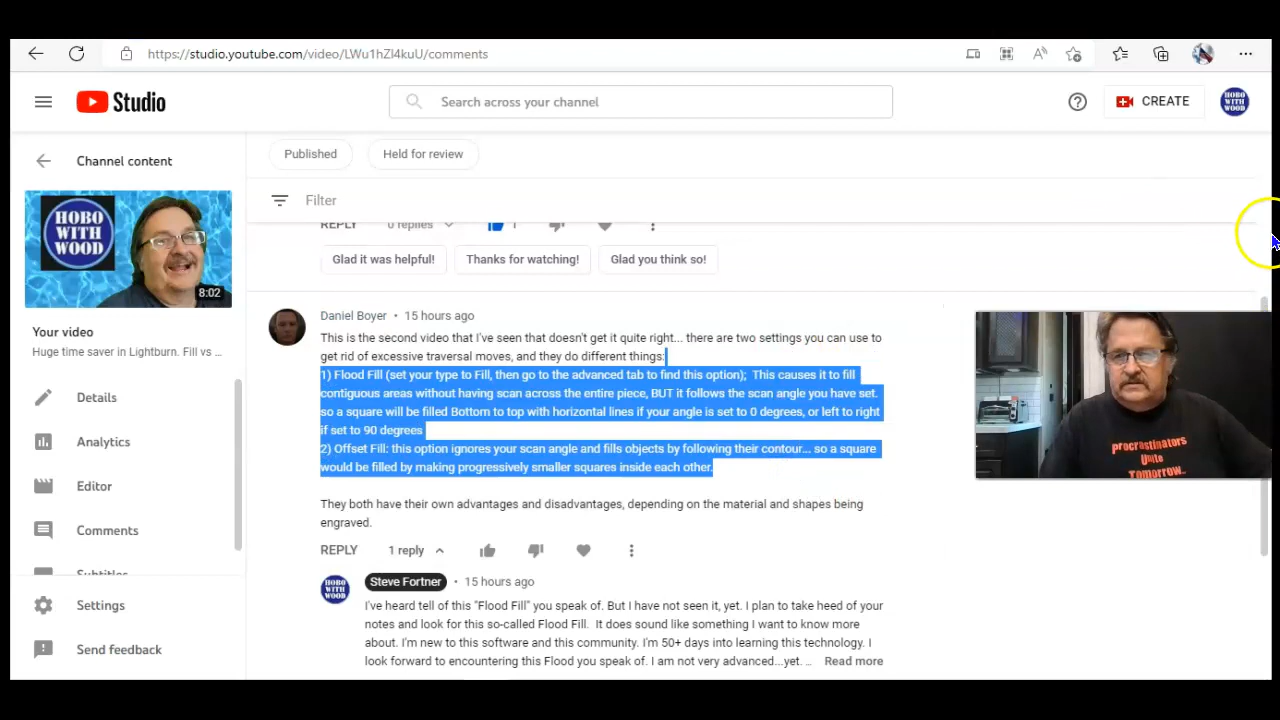 https://studio.youtube.com/video/LWu1hZl4kuU/comments
Studio
Search across your channel
CREATE
HOBO WITH WOOD
Channel content
Published
Held for review
Filter
HOBO
WITH
WOOD
8:02
REPLY
0 replies
1
Glad it was helpful!
Thanks for watching!
Glad you think so!
Your video
Huge time saver in Lightburn. Fill vs ...
Details
Analytics
Editor
Comments
Subtitles
Settings
Send feedback
Daniel Boyer • 15 hours ago
This is the second video that I've seen that doesn't get it quite right... there are two settings you can use to
get rid of excessive traversal moves, and they do different things:
1) Flood Fill (set your type to Fill, then go to the advanced tab to find this option); This causes it to fill
contiguous areas without having scan across the entire piece, BUT it follows the scan angle you have set.
so a square will be filled Bottom to top with horizontal lines if your angle is set to 0 degrees, or left to right
if set to 90 degrees
2) Offset Fill: this option ignores your scan angle and fills objects by following their contour... so a square
would be filled by making progressively smaller squares inside each other.
They both have their own advantages and disadvantages, depending on the material and shapes being
engraved.
REPLY
1 reply
HOBO WITH WOOD
Steve Fortner • 15 hours ago
I've heard tell of this "Flood Fill" you speak of. But I have not seen it, yet. I plan to take heed of your
notes and look for this so-called Flood Fill. It does sound like something I want to know more
about. I'm new to this software and this community. I'm 50+ days into learning this technology. I
look forward to encountering this Flood you speak of. I am not very advanced...yet. ...
Read more
procrastinators
Unite
Tomorrow...